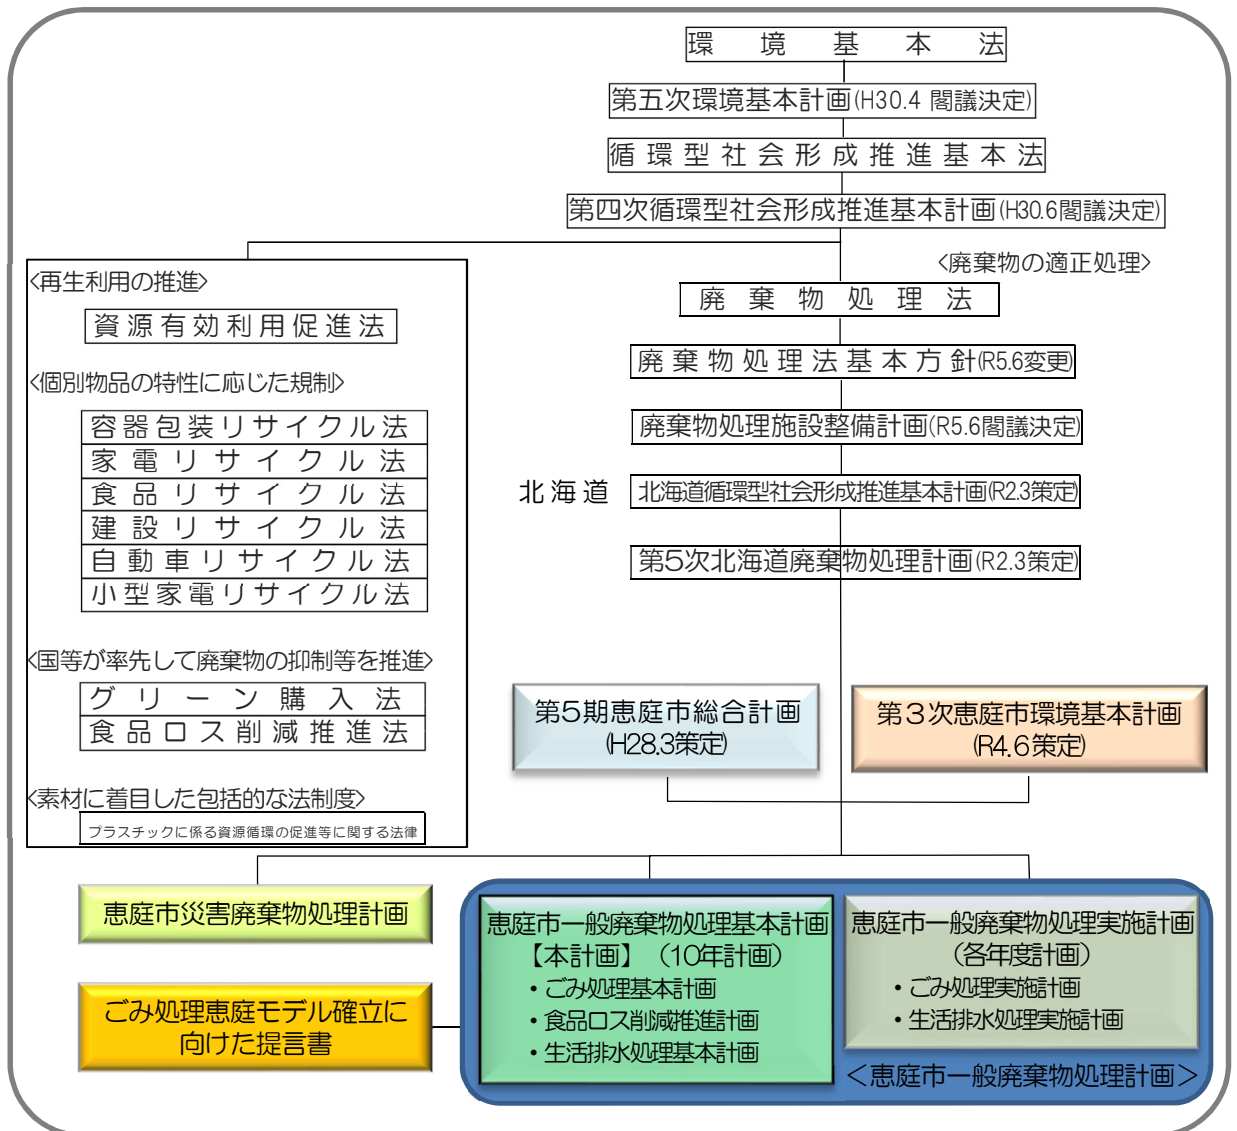 環境基本法
第五次環境基本計画(H30.4 閣議決定)
循環型社会形成推進基本法
第四次循環型社会形成推進基本計画(H30.6閣議決定)
<再生利用の推進>
資源有効利用促進法
<個別物品の特性に応じた規制>
容器包装リサイクル法
家電リサイクル法
食品リサイクル法
建設リサイクル法
自動車リサイクル法
小型家電リサイクル法
<国等が率先して廃棄物の抑制等を推進>
グリーン購入法
食品ロス削減推進法
<素材に着目した包括的な法制度>
プラスチックに係る資源循環の促進等に関する法律
<廃棄物の適正処理>
廃棄物処理法
廃棄物処理法基本方針(R5.6変更)
廃棄物処理施設整備計画(R5.6閣議決定)
北海道
北海道循環型社会形成推進基本計画(R2.3策定)
第5次北海道廃棄物処理計画(R2.3策定)
第5期恵庭市総合計画
(H28.3策定)
第3次恵庭市環境基本計画
(R4.6策定)
恵庭市災害廃棄物処理計画
ごみ処理恵庭モデル確立に
向けた提言書
恵庭市一般廃棄物処理基本計画
【本計画】（10年計画）
・ごみ処理基本計画
・食品ロス削減推進計画
・生活排水処理基本計画
恵庭市一般廃棄物処理実施計画
（各年度計画）
・ごみ処理実施計画
・生活排水処理実施計画
＜恵庭市一般廃棄物処理計画＞